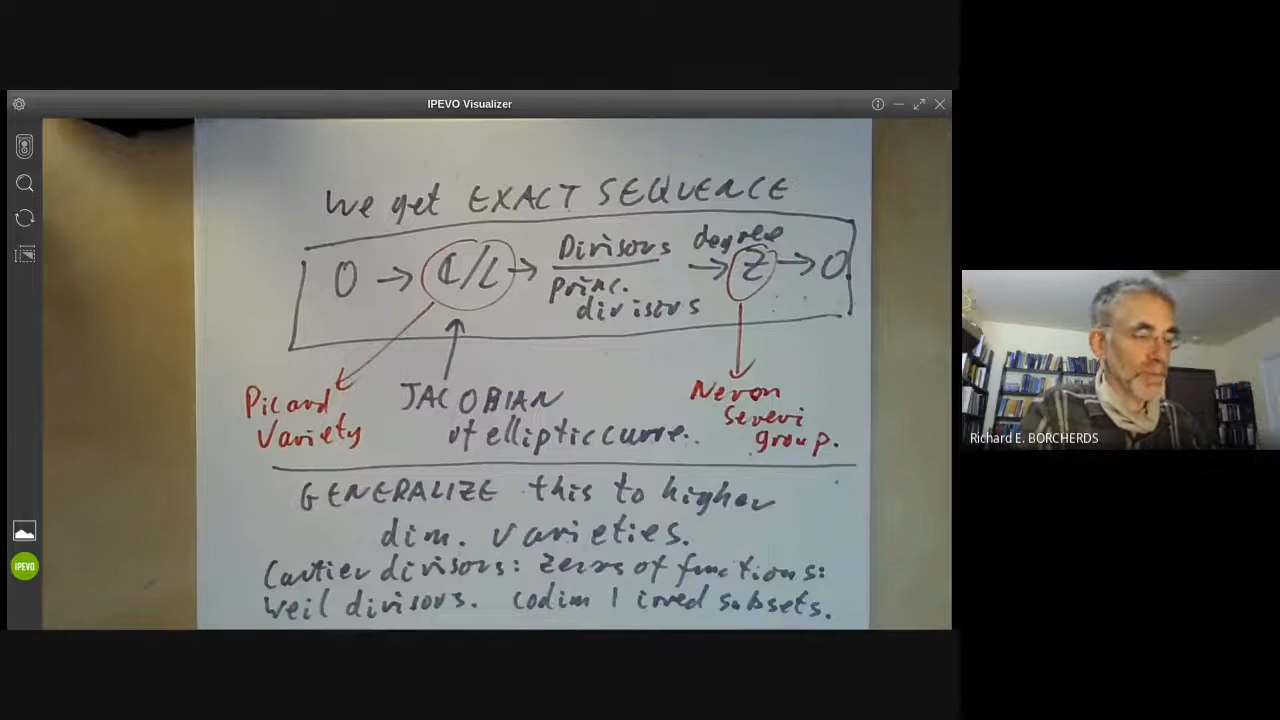 IPEVO Visualizer
We get EXACT SEQUENCE
0 → ℂ/L → Divisors / princ. divisors → degree Z → 0
Picard Variety
JACOBIAN of elliptic curve.
Neron Severi group.
GENERALIZE this to higher
dim. varieties.
Cartier divisors: zeros of functions:
Weil divisors. codim 1 irred subsets.
Richard E. BORCHERDS
IPEVO